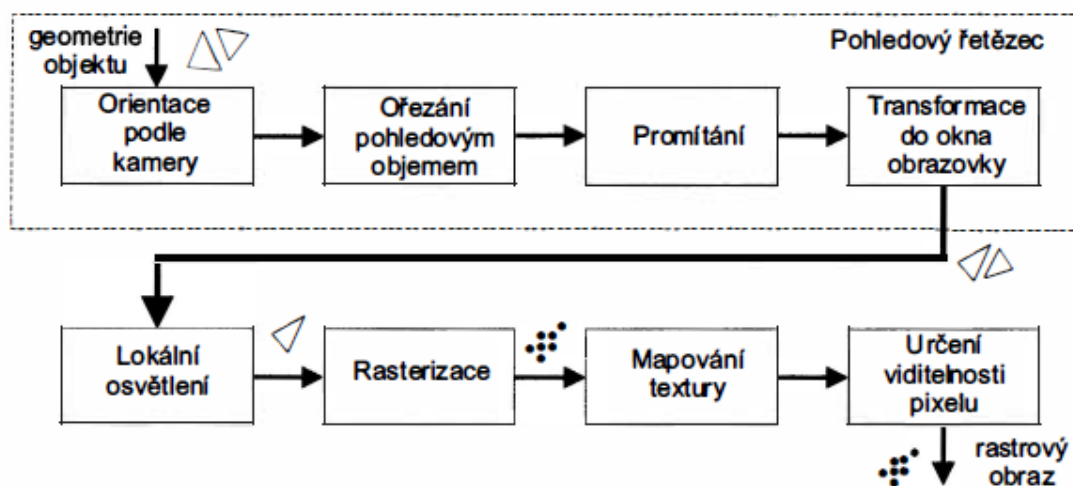 geometrie
objektu
Pohledový řetězec
Orientace
podle
kamery
Ořezání
pohledovým
objemem
Promítání
Transformace
do okna
obrazovky
Lokální
osvětlení
Rasterizace
Mapování
textury
Určení
viditelnosti
pixelu
rastrový
obraz